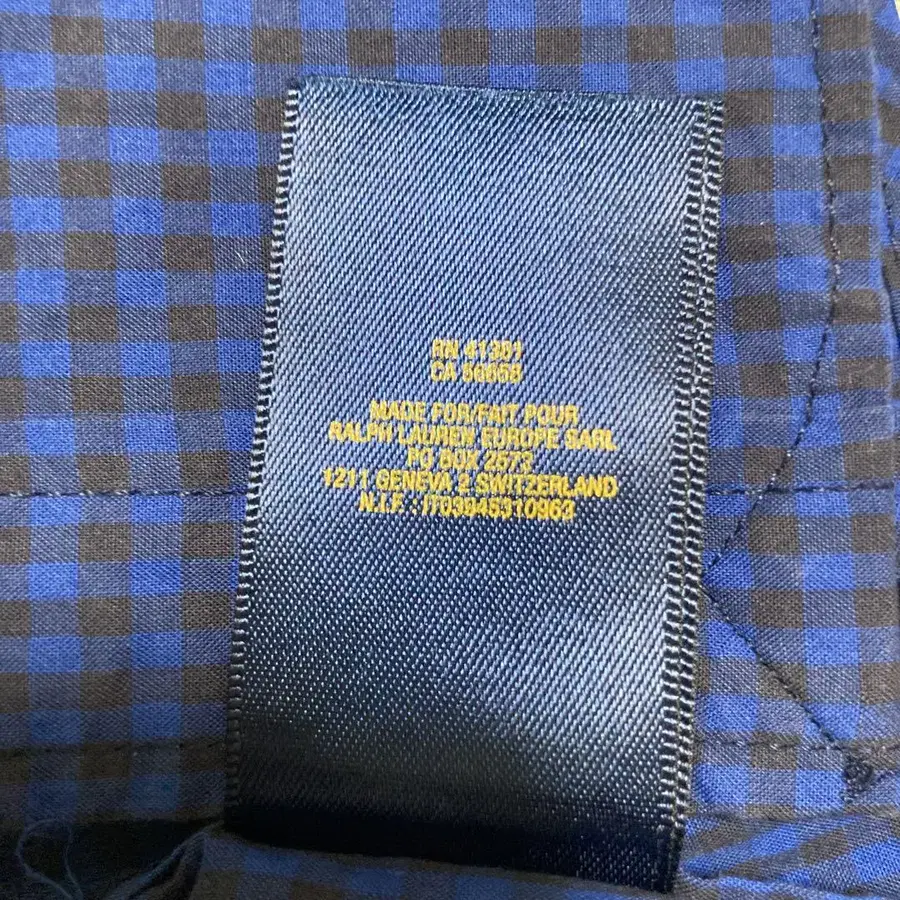 RN 41381
CA 56658
MADE FOR/FAIT POUR
RALPH LAUREN EUROPE SARL
PO BOX 2573
1211 GENEVA 2 SWITZERLAND
N.I.F. : IT03945310963